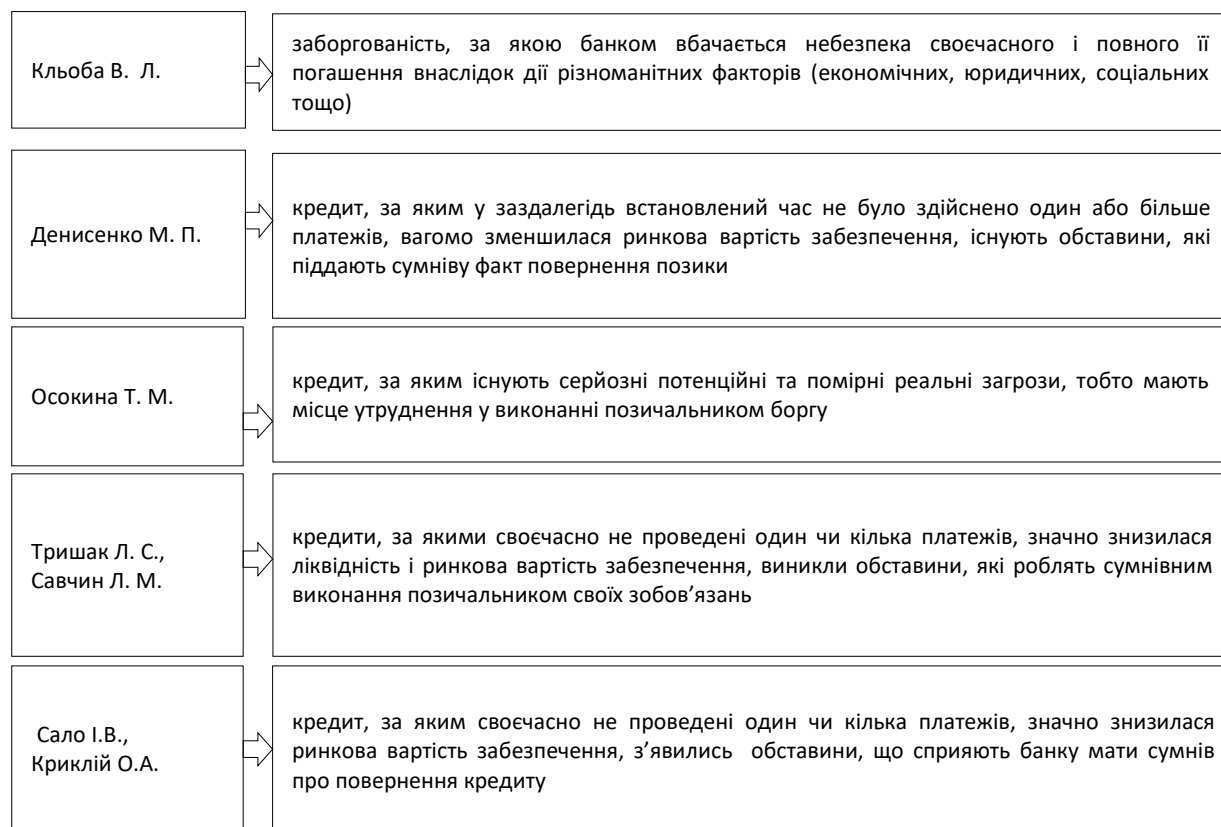 Кльоба В. Л.
заборгованість, за якою банком вбачається небезпека своєчасного і повного її
погашення внаслідок дії різноманітних факторів (економічних, юридичних, соціальних
тощо)
Денисенко М. П.
кредит, за яким у заздалегідь встановлений час не було здійснено один або більше
платежів, вагомо зменшилася ринкова вартість забезпечення, існують обставини, які
піддають сумніву факт повернення позики
Осокина Т. М.
кредит, за яким існують серйозні потенційні та помірні реальні загрози, тобто мають
місце утруднення у виконанні позичальником боргу
Тришак Л. С.,
Савчин Л. М.
кредити, за якими своєчасно не проведені один чи кілька платежів, значно знизилася
ліквідність і ринкова вартість забезпечення, виникли обставини, які роблять сумнівним
виконання позичальником своїх зобов’язань
Сало І.В.,
Криклій О.А.
кредит, за яким своєчасно не проведені один чи кілька платежів, значно знизилася
ринкова вартість забезпечення, з’явились обставини, що сприяють банку мати сумнів
про повернення кредиту